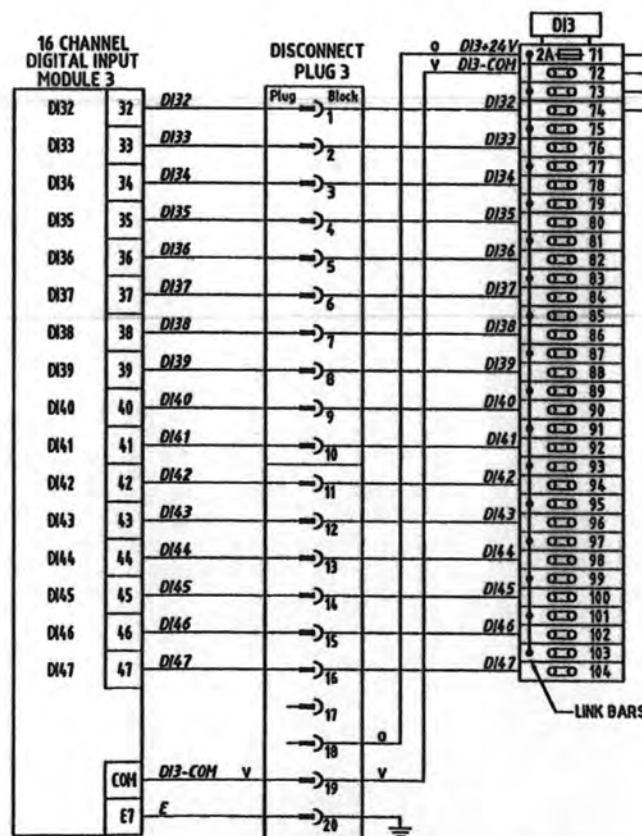 DI3
16 CHANNEL
DIGITAL INPUT
MODULE 3
DISCONNECT
PLUG 3
Plug Block
O DI3+24V 2A 71
V DI3-COM 72
73
DI32 32 DI32 1 DI32 74
75
DI33 33 DI33 2 DI33 76
77
DI34 34 DI34 3 DI34 78
79
DI35 35 DI35 4 DI35 80
81
DI36 36 DI36 5 DI36 82
83
DI37 37 DI37 6 DI37 84
85
DI38 38 DI38 7 DI38 86
87
DI39 39 DI39 8 DI39 88
89
DI40 40 DI40 9 DI40 90
91
DI41 41 DI41 10 DI41 92
93
DI42 42 DI42 11 DI42 94
95
DI43 43 DI43 12 DI43 96
97
DI44 44 DI44 13 DI44 98
99
DI45 45 DI45 14 DI45 100
101
DI46 46 DI46 15 DI46 102
103
DI47 47 DI47 16 DI47 104
17
LINK BARS
18 O
COM DI3-COM V 19 V
E7 E 20